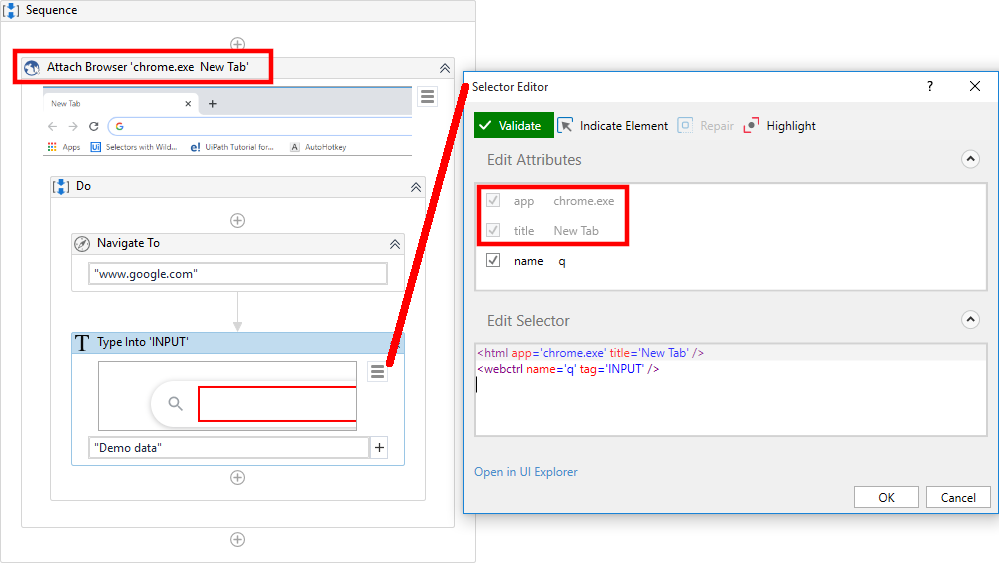 Sequence
Attach Browser 'chrome.exe New Tab'
New Tab
Apps
Selectors with Wild...
UiPath Tutorial for...
AutoHotkey
Do
Navigate To
"www.google.com"
Type Into 'INPUT'
"Demo data"
Selector Editor
Validate
Indicate Element
Repair
Highlight
Edit Attributes
app chrome.exe
title New Tab
name q
Edit Selector
<html app='chrome.exe' title='New Tab' />
<webctrl name='q' tag='INPUT' />
Open in UI Explorer
OK
Cancel